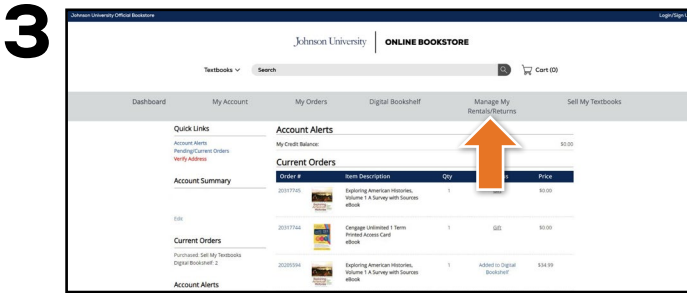 3
Johnson University Official Bookstore
Login/Sign U
Johnson University ONLINE BOOKSTORE
Textbooks
Search
Cart (0)
Dashboard
My Account
My Orders
Digital Bookshelf
Manage My
Rentals/Returns
Sell My Textbooks
Quick Links
Account Alerts
Pending/Current Orders
Verify Address
Account Summary
Edit
Current Orders
Purchased: Sell My Textbooks
Digital Bookshelf: 2
Account Alerts
Account Alerts
My Credit Balance: $0.00
Current Orders
Order # Item Description Qty Price
20317745 Exploring American Histories, 1 $0.00
Volume 1 A Survey with Sources
eBook
20317744 Cengage Unlimited 1 Term 1 Gift $0.00
Printed Access Card
eBook
20205594 Exploring American Histories, 1 Added to Digital $34.99
Volume 1 A Survey with Sources Bookshelf
eBook